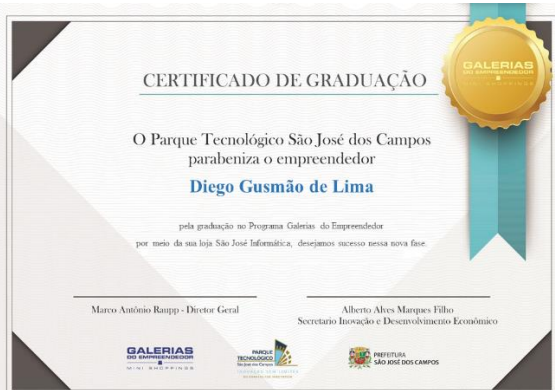 CERTIFICADO DE GRADUAÇÃO
GALERIAS
DO EMPREENDEDOR
MINI SHOPPINGS
O Parque Tecnológico São José dos Campos
parabeniza o empreendedor
Diego Gusmão de Lima
pela graduação no Programa Galerias do Empreendedor
por meio da sua loja São José Informática, desejamos sucesso nessa nova fase.
Marco Antônio Raupp - Diretor Geral
Alberto Alves Marques Filho
Secretario Inovação e Desenvolvimento Econômico
GALERIAS
DO EMPREENDEDOR
MINI SHOPPINGS
PARQUE
TECNOLÓGICO
São José dos Campos
PREFEITURA
SÃO JOSÉ DOS CAMPOS